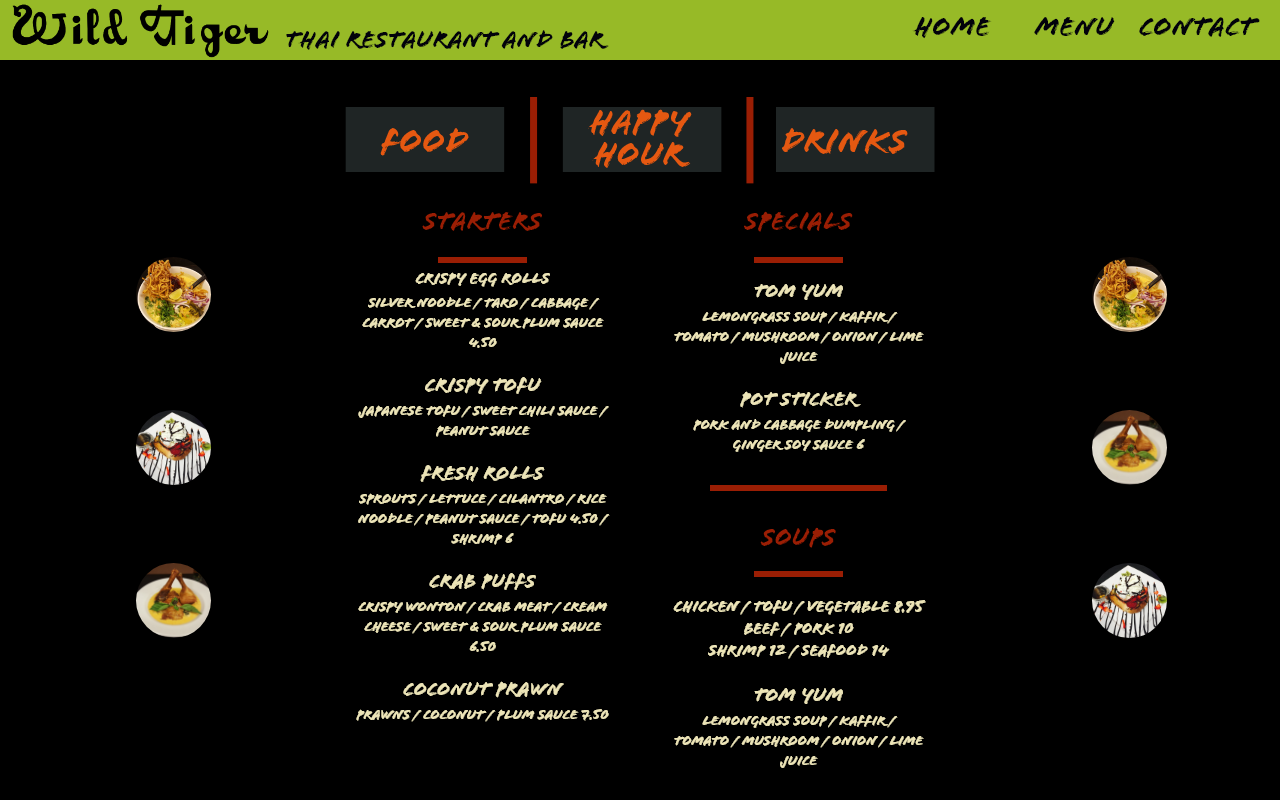 Wild Tiger THAI RESTAURANT AND BAR
HOME MENU CONTACT
FOOD
HAPPY
HOUR
DRINKS
STARTERS
CRISPY EGG ROLLS
SILVER NOODLE / TARO / CABBAGE /
CARROT / SWEET & SOUR PLUM SAUCE
4.50
CRISPY TOFU
JAPANESE TOFU / SWEET CHILI SAUCE /
PEANUT SAUCE
FRESH ROLLS
SPROUTS / LETTUCE / CILANTRO / RICE
NOODLE / PEANUT SAUCE / TOFU 4.50 /
SHRIMP 6
CRAB PUFFS
CRISPY WONTON / CRAB MEAT / CREAM
CHEESE / SWEET & SOUR PLUM SAUCE
6.50
COCONUT PRAWN
PRAWNS / COCONUT / PLUM SAUCE 7.50
SPECIALS
TOM YUM
LEMONGRASS SOUP / KAFFIR /
TOMATO / MUSHROOM / ONION / LIME
JUICE
POT STICKER
PORK AND CABBAGE DUMPLING /
GINGER SOY SAUCE 6
SOUPS
CHICKEN / TOFU / VEGETABLE 8.95
BEEF / PORK 10
SHRIMP 12 / SEAFOOD 14
TOM YUM
LEMONGRASS SOUP / KAFFIR /
TOMATO / MUSHROOM / ONION / LIME
JUICE